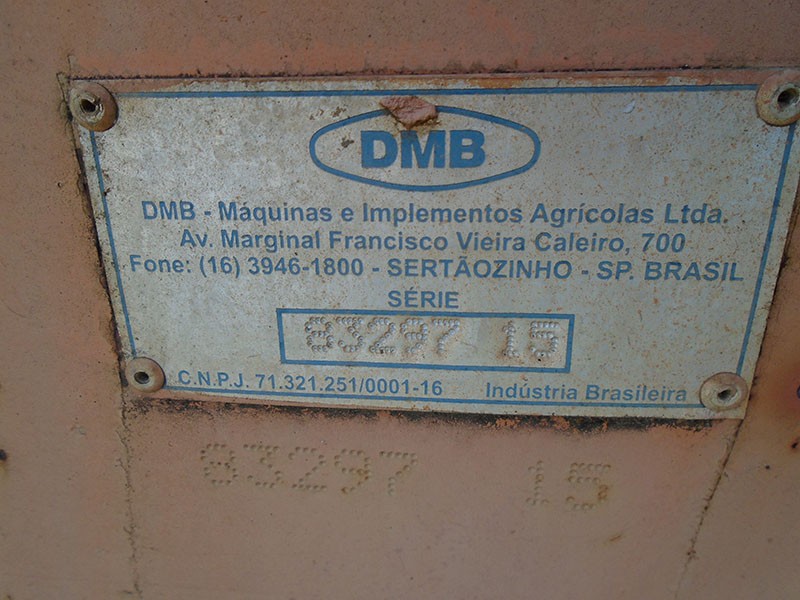 DMB
DMB - Máquinas e Implementos Agrícolas Ltda.
Av. Marginal Francisco Vieira Caleiro, 700
Fone: (16) 3946-1800 - SERTÃOZINHO - SP. BRASIL
SÉRIE
83297 15
C.N.P.J. 71.321.251/0001-16 Indústria Brasileira
83297 15